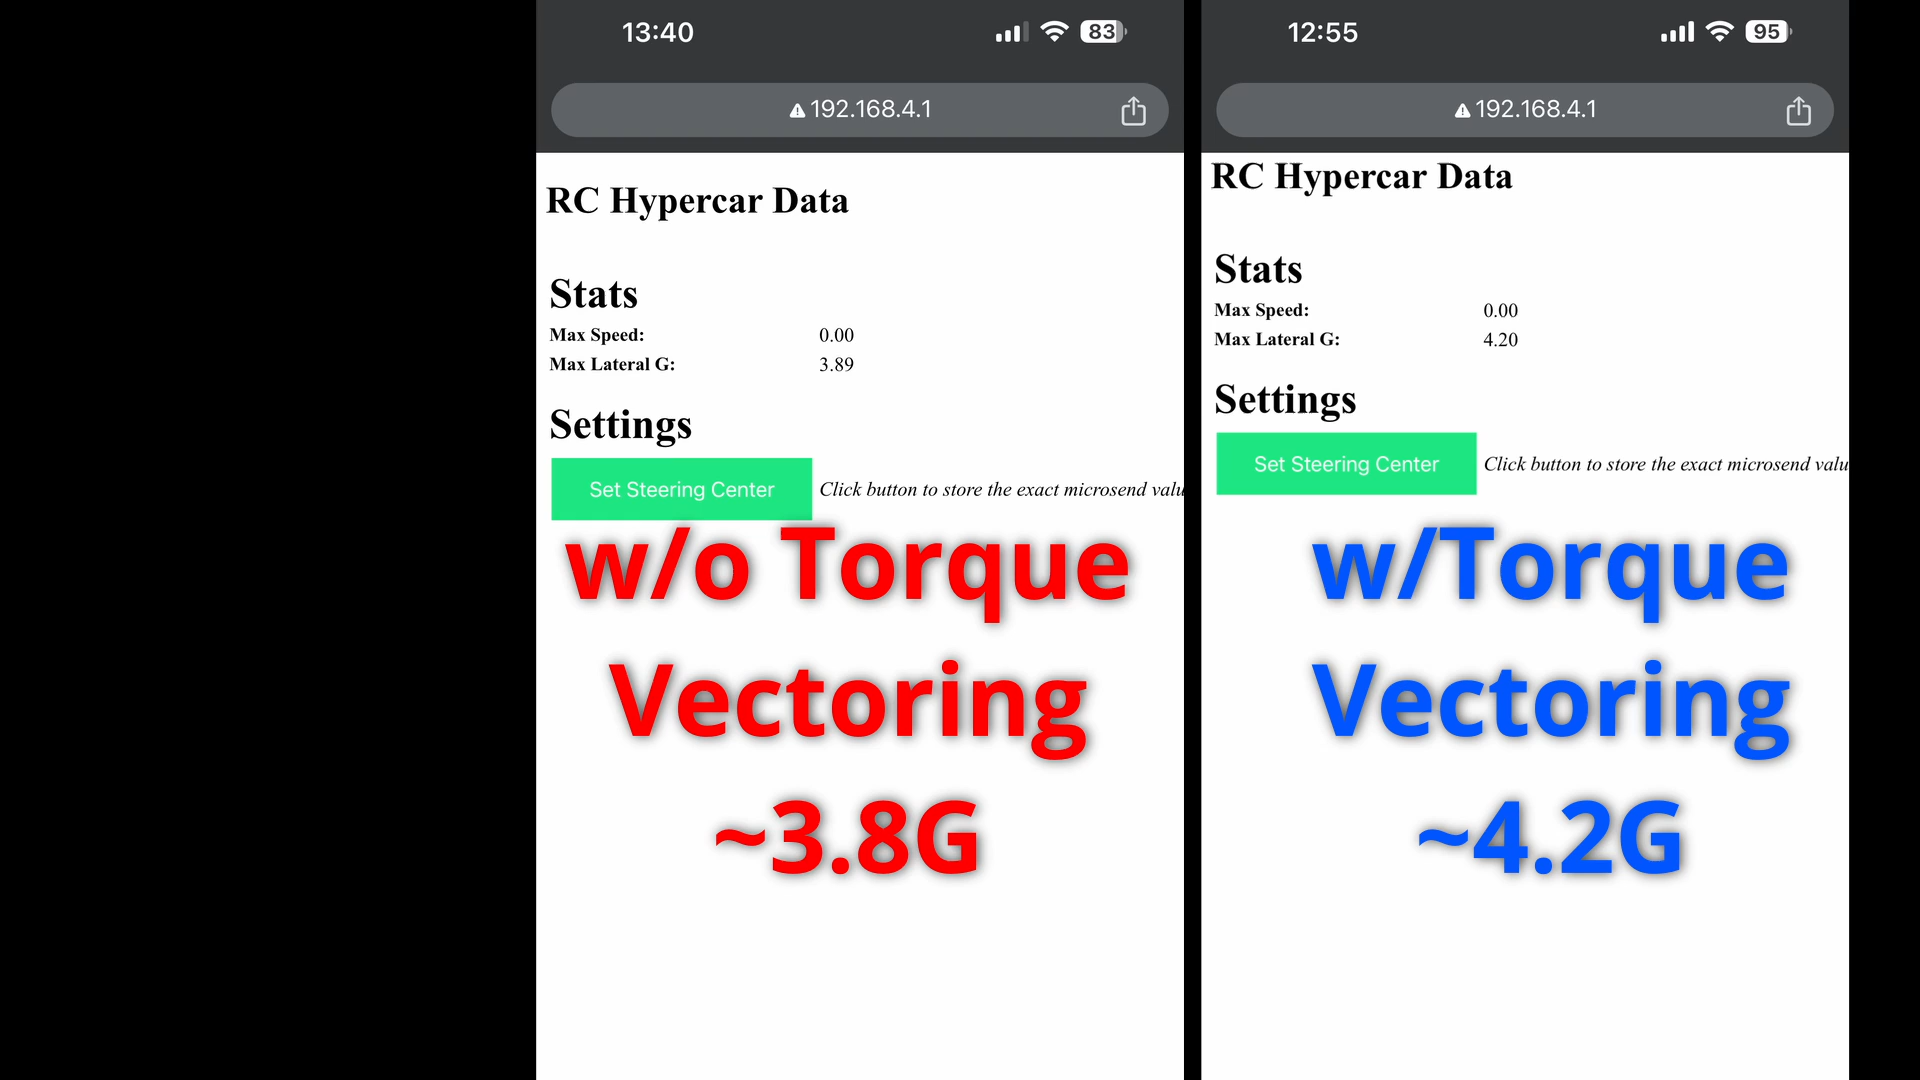 13:40
83
192.168.4.1
RC Hypercar Data
Stats
Max Speed: 0.00
Max Lateral G: 3.89
Settings
Set Steering Center Click button to store the exact microsend valu
w/o Torque
Vectoring
~3.8G
12:55
95
192.168.4.1
RC Hypercar Data
Stats
Max Speed: 0.00
Max Lateral G: 4.20
Settings
Set Steering Center Click button to store the exact microsend valu
w/Torque
Vectoring
~4.2G